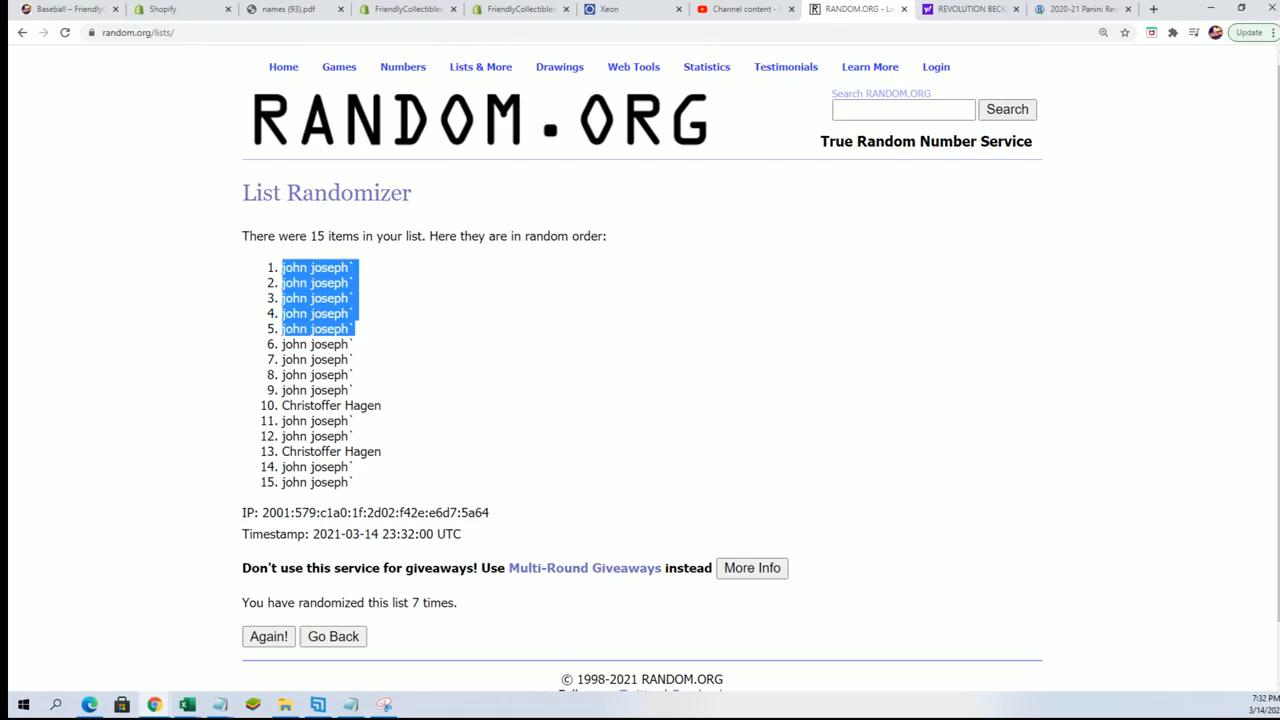 Baseball – FriendlyC
Shopify
names (93).pdf
FriendlyCollectibles
FriendlyCollectibles
Xeon
Channel content -
RANDOM.ORG - Li
REVOLUTION BECK
2020-21 Panini Rev
random.org/lists/
Update
Home
Games
Numbers
Lists & More
Drawings
Web Tools
Statistics
Testimonials
Learn More
Login
RANDOM.ORG
Search RANDOM.ORG
Search
True Random Number Service
List Randomizer
There were 15 items in your list. Here they are in random order:
1. john joseph`
2. john joseph`
3. john joseph`
4. john joseph`
5. john joseph`
6. john joseph`
7. john joseph`
8. john joseph`
9. john joseph`
10. Christoffer Hagen
11. john joseph`
12. john joseph`
13. Christoffer Hagen
14. john joseph`
15. john joseph`
IP: 2001:579:c1a0:1f:2d02:f42e:e6d7:5a64
Timestamp: 2021-03-14 23:32:00 UTC
Don't use this service for giveaways! Use Multi-Round Giveaways instead
More Info
You have randomized this list 7 times.
Again!
Go Back
© 1998-2021 RANDOM.ORG
7:32 PM
3/14/202